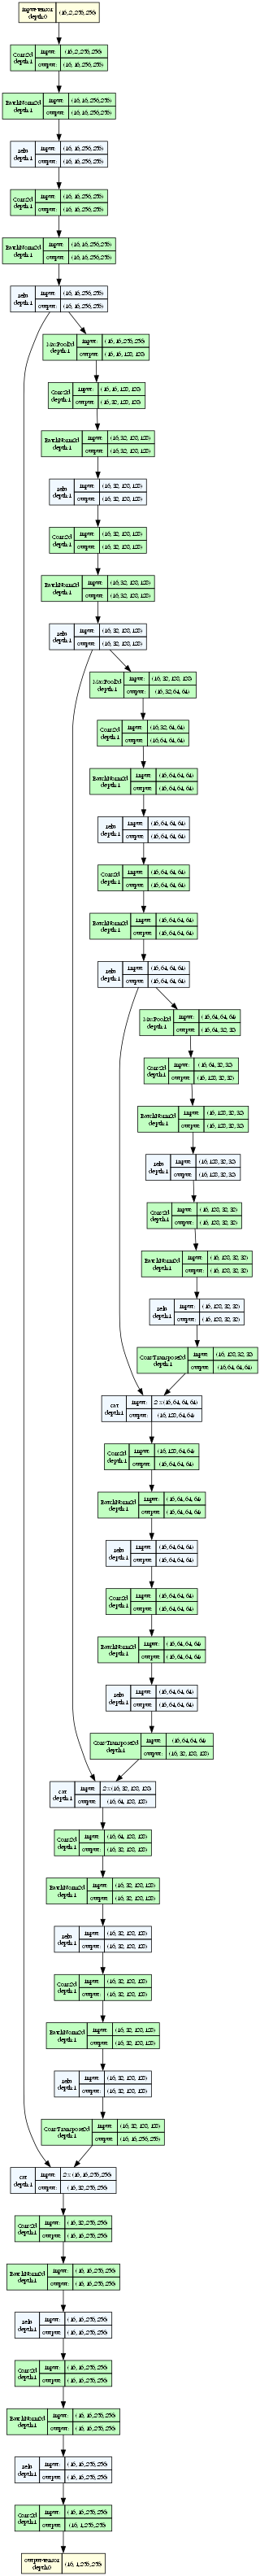 input-tensor
depth:0
(16, 2, 256, 256)
Conv2d
depth:1
input:
(16, 2, 256, 256)
output:
(16, 16, 256, 256)
BatchNorm2d
depth:1
input:
(16, 16, 256, 256)
output:
(16, 16, 256, 256)
relu
depth:1
input:
(16, 16, 256, 256)
output:
(16, 16, 256, 256)
Conv2d
depth:1
input:
(16, 16, 256, 256)
output:
(16, 16, 256, 256)
BatchNorm2d
depth:1
input:
(16, 16, 256, 256)
output:
(16, 16, 256, 256)
relu
depth:1
input:
(16, 16, 256, 256)
output:
(16, 16, 256, 256)
MaxPool2d
depth:1
input:
(16, 16, 256, 256)
output:
(16, 16, 128, 128)
Conv2d
depth:1
input:
(16, 16, 128, 128)
output:
(16, 32, 128, 128)
BatchNorm2d
depth:1
input:
(16, 32, 128, 128)
output:
(16, 32, 128, 128)
relu
depth:1
input:
(16, 32, 128, 128)
output:
(16, 32, 128, 128)
Conv2d
depth:1
input:
(16, 32, 128, 128)
output:
(16, 32, 128, 128)
BatchNorm2d
depth:1
input:
(16, 32, 128, 128)
output:
(16, 32, 128, 128)
relu
depth:1
input:
(16, 32, 128, 128)
output:
(16, 32, 128, 128)
MaxPool2d
depth:1
input:
(16, 32, 128, 128)
output:
(16, 32, 64, 64)
Conv2d
depth:1
input:
(16, 32, 64, 64)
output:
(16, 64, 64, 64)
BatchNorm2d
depth:1
input:
(16, 64, 64, 64)
output:
(16, 64, 64, 64)
relu
depth:1
input:
(16, 64, 64, 64)
output:
(16, 64, 64, 64)
Conv2d
depth:1
input:
(16, 64, 64, 64)
output:
(16, 64, 64, 64)
BatchNorm2d
depth:1
input:
(16, 64, 64, 64)
output:
(16, 64, 64, 64)
relu
depth:1
input:
(16, 64, 64, 64)
output:
(16, 64, 64, 64)
MaxPool2d
depth:1
input:
(16, 64, 64, 64)
output:
(16, 64, 32, 32)
Conv2d
depth:1
input:
(16, 64, 32, 32)
output:
(16, 128, 32, 32)
BatchNorm2d
depth:1
input:
(16, 128, 32, 32)
output:
(16, 128, 32, 32)
relu
depth:1
input:
(16, 128, 32, 32)
output:
(16, 128, 32, 32)
Conv2d
depth:1
input:
(16, 128, 32, 32)
output:
(16, 128, 32, 32)
BatchNorm2d
depth:1
input:
(16, 128, 32, 32)
output:
(16, 128, 32, 32)
relu
depth:1
input:
(16, 128, 32, 32)
output:
(16, 128, 32, 32)
ConvTranspose2d
depth:1
input:
(16, 128, 32, 32)
output:
(16, 64, 64, 64)
cat
depth:1
input:
2 x (16, 64, 64, 64)
output:
(16, 128, 64, 64)
Conv2d
depth:1
input:
(16, 128, 64, 64)
output:
(16, 64, 64, 64)
BatchNorm2d
depth:1
input:
(16, 64, 64, 64)
output:
(16, 64, 64, 64)
relu
depth:1
input:
(16, 64, 64, 64)
output:
(16, 64, 64, 64)
Conv2d
depth:1
input:
(16, 64, 64, 64)
output:
(16, 64, 64, 64)
BatchNorm2d
depth:1
input:
(16, 64, 64, 64)
output:
(16, 64, 64, 64)
relu
depth:1
input:
(16, 64, 64, 64)
output:
(16, 64, 64, 64)
ConvTranspose2d
depth:1
input:
(16, 64, 64, 64)
output:
(16, 32, 128, 128)
cat
depth:1
input:
2 x (16, 32, 128, 128)
output:
(16, 64, 128, 128)
Conv2d
depth:1
input:
(16, 64, 128, 128)
output:
(16, 32, 128, 128)
BatchNorm2d
depth:1
input:
(16, 32, 128, 128)
output:
(16, 32, 128, 128)
relu
depth:1
input:
(16, 32, 128, 128)
output:
(16, 32, 128, 128)
Conv2d
depth:1
input:
(16, 32, 128, 128)
output:
(16, 32, 128, 128)
BatchNorm2d
depth:1
input:
(16, 32, 128, 128)
output:
(16, 32, 128, 128)
relu
depth:1
input:
(16, 32, 128, 128)
output:
(16, 32, 128, 128)
ConvTranspose2d
depth:1
input:
(16, 32, 128, 128)
output:
(16, 16, 256, 256)
cat
depth:1
input:
2 x (16, 16, 256, 256)
output:
(16, 32, 256, 256)
Conv2d
depth:1
input:
(16, 32, 256, 256)
output:
(16, 16, 256, 256)
BatchNorm2d
depth:1
input:
(16, 16, 256, 256)
output:
(16, 16, 256, 256)
relu
depth:1
input:
(16, 16, 256, 256)
output:
(16, 16, 256, 256)
Conv2d
depth:1
input:
(16, 16, 256, 256)
output:
(16, 16, 256, 256)
BatchNorm2d
depth:1
input:
(16, 16, 256, 256)
output:
(16, 16, 256, 256)
relu
depth:1
input:
(16, 16, 256, 256)
output:
(16, 16, 256, 256)
Conv2d
depth:1
input:
(16, 16, 256, 256)
output:
(16, 1, 256, 256)
output-tensor
depth:0
(16, 1, 256, 256)